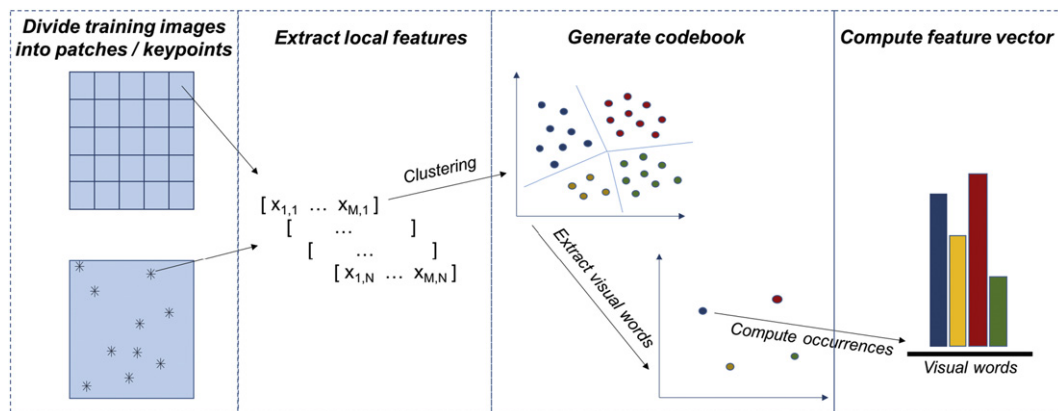 Divide training images
into patches / keypoints
Extract local features
Generate codebook
Compute feature vector
Clustering
[ x1,1 … xM,1 ]
[ … ]
[ … ]
[ x1,N … xM,N ]
Extract visual words
Compute occurrences
Visual words